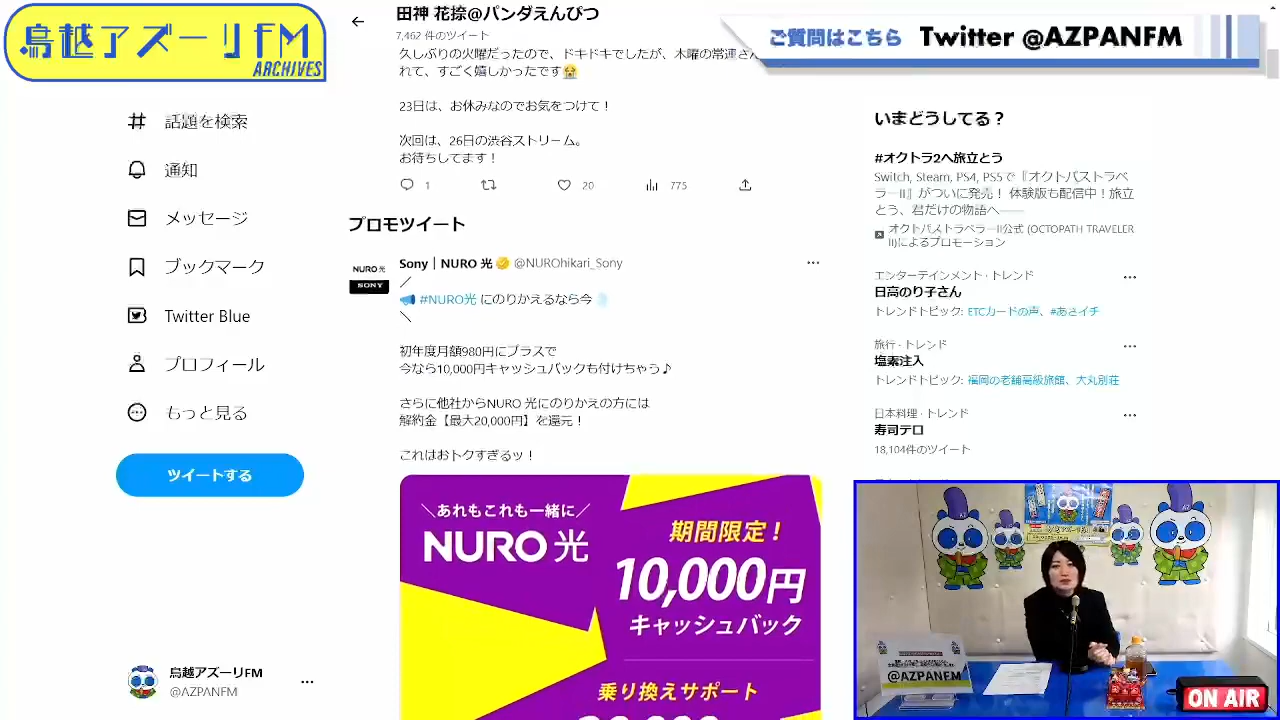 鳥越アズーリFM
ARCHIVES
ご質問はこちら Twitter @AZPANFM
田神 花捺@パンダえんぴつ
7,462 件のツイート
久しぶりの火曜だったので、ドキドキでしたが、木曜の常連さん
れて、すごく嬉しかったです😭
23日は、お休みなのでお気をつけて！
次回は、26日の渋谷ストリーム。
お待ちしてます！
1 20 775
プロモツイート
NURO 光
SONY
Sony｜NURO 光 @NUROhikari_Sony
／
📣 #NURO光 にのりかえるなら今💨
＼
初年度月額980円にプラスで
今なら10,000円キャッシュバックも付けちゃう♪
さらに他社からNURO 光にのりかえの方には
解約金【最大20,000円】を還元！
これはおトクすぎるッ！
＼あれもこれも一緒に／
NURO 光
期間限定！
10,000円
キャッシュバック
乗り換えサポート
話題を検索
通知
メッセージ
ブックマーク
Twitter Blue
プロフィール
もっと見る
ツイートする
鳥越アズーリFM
@AZPANFM
いまどうしてる？
#オクトラ2へ旅立とう
Switch, Steam, PS4, PS5で『オクトパストラベ
ラーII』がついに発売！ 体験版も配信中！旅立
とう、君だけの物語へ――
オクトパストラベラーII公式 (OCTOPATH TRAVELER
II)によるプロモーション
エンターテインメント · トレンド
日高のり子さん
トレンドトピック: ETCカードの声、#あさイチ
旅行 · トレンド
塩素注入
トレンドトピック: 福岡の老舗高級旅館、大丸別荘
日本料理 · トレンド
寿司テロ
18,104件のツイート
@AZPANFM
ON AIR